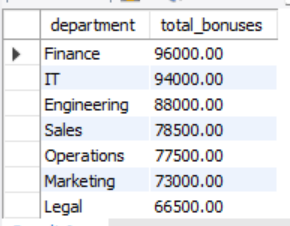 department total_bonuses
Finance 96000.00
IT 94000.00
Engineering 88000.00
Sales 78500.00
Operations 77500.00
Marketing 73000.00
Legal 66500.00